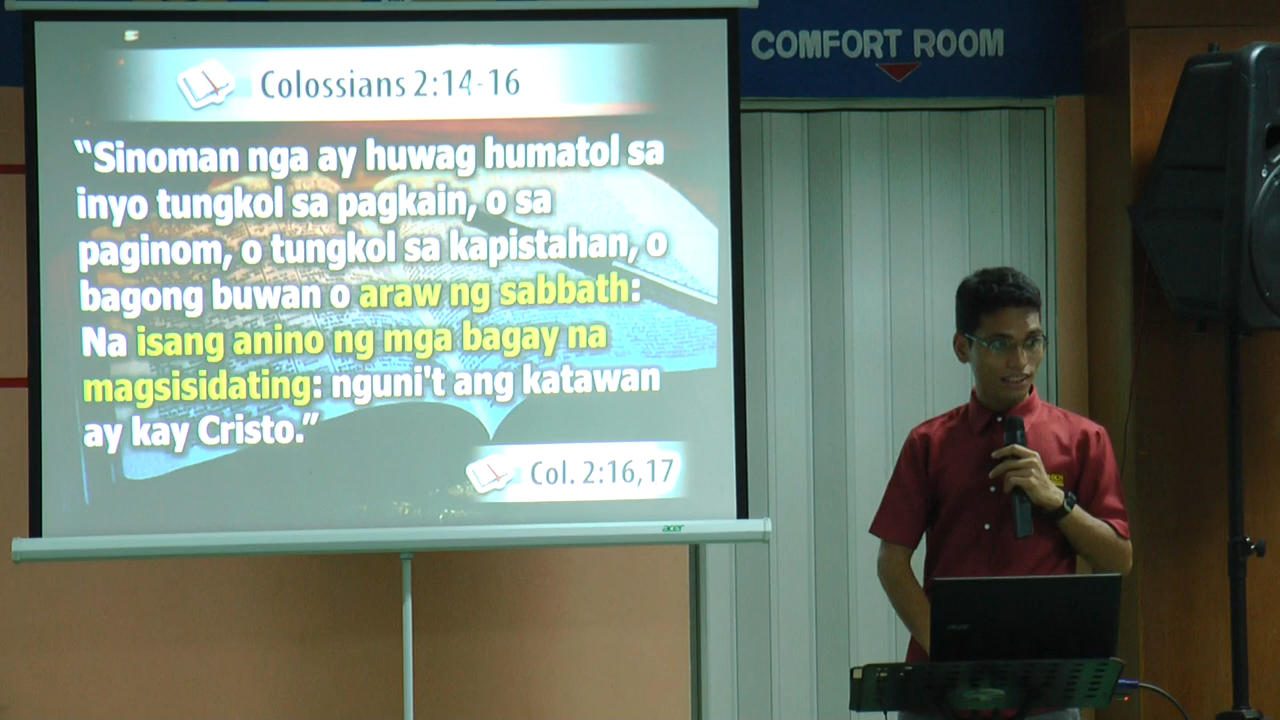 COMFORT ROOM
Colossians 2:14-16
“Sinoman nga ay huwag humatol sa
inyo tungkol sa pagkain, o sa
paginom, o tungkol sa kapistahan, o
bagong buwan o araw ng sabbath:
Na isang anino ng mga bagay na
magsisidating: nguni't ang katawan
ay kay Cristo.”
Col. 2:16,17
acer
acer